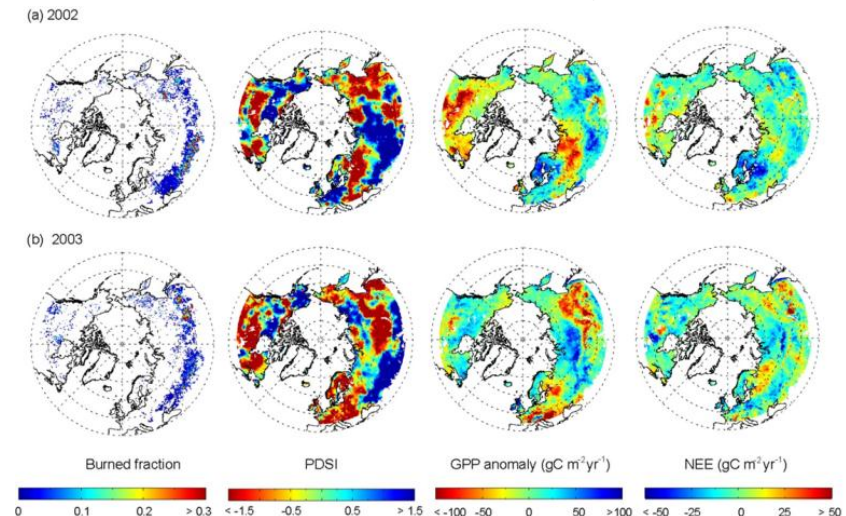 (a) 2002
(b) 2003
Burned fraction PDSI GPP anomaly (gC m⁻²yr⁻¹) NEE (gC m⁻²yr⁻¹)
0 0.1 0.2 > 0.3 < -1.5 -0.5 0.5 > 1.5 < -100 -50 0 50 >100 < -50 -25 0 25 > 50